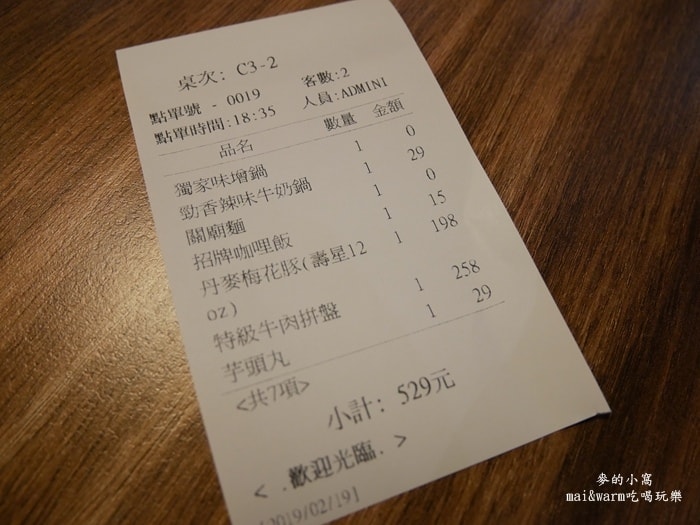 桌次: C3-2
點單號 - 0019 客數:2
點單時間:18:35 人員:ADMINI
品名 數量 金額
獨家味增鍋 1 0
勁香辣味牛奶鍋 1 29
關廟麵 1 0
招牌咖哩飯 1 15
丹麥梅花豚(壽星12 1 198
oz)
特級牛肉拼盤 1 258
芋頭丸 1 29
<共7項>
小計: 529元
< .歡迎光臨. >
[2019/02/19]
麥的小窩
mai&warm吃喝玩樂